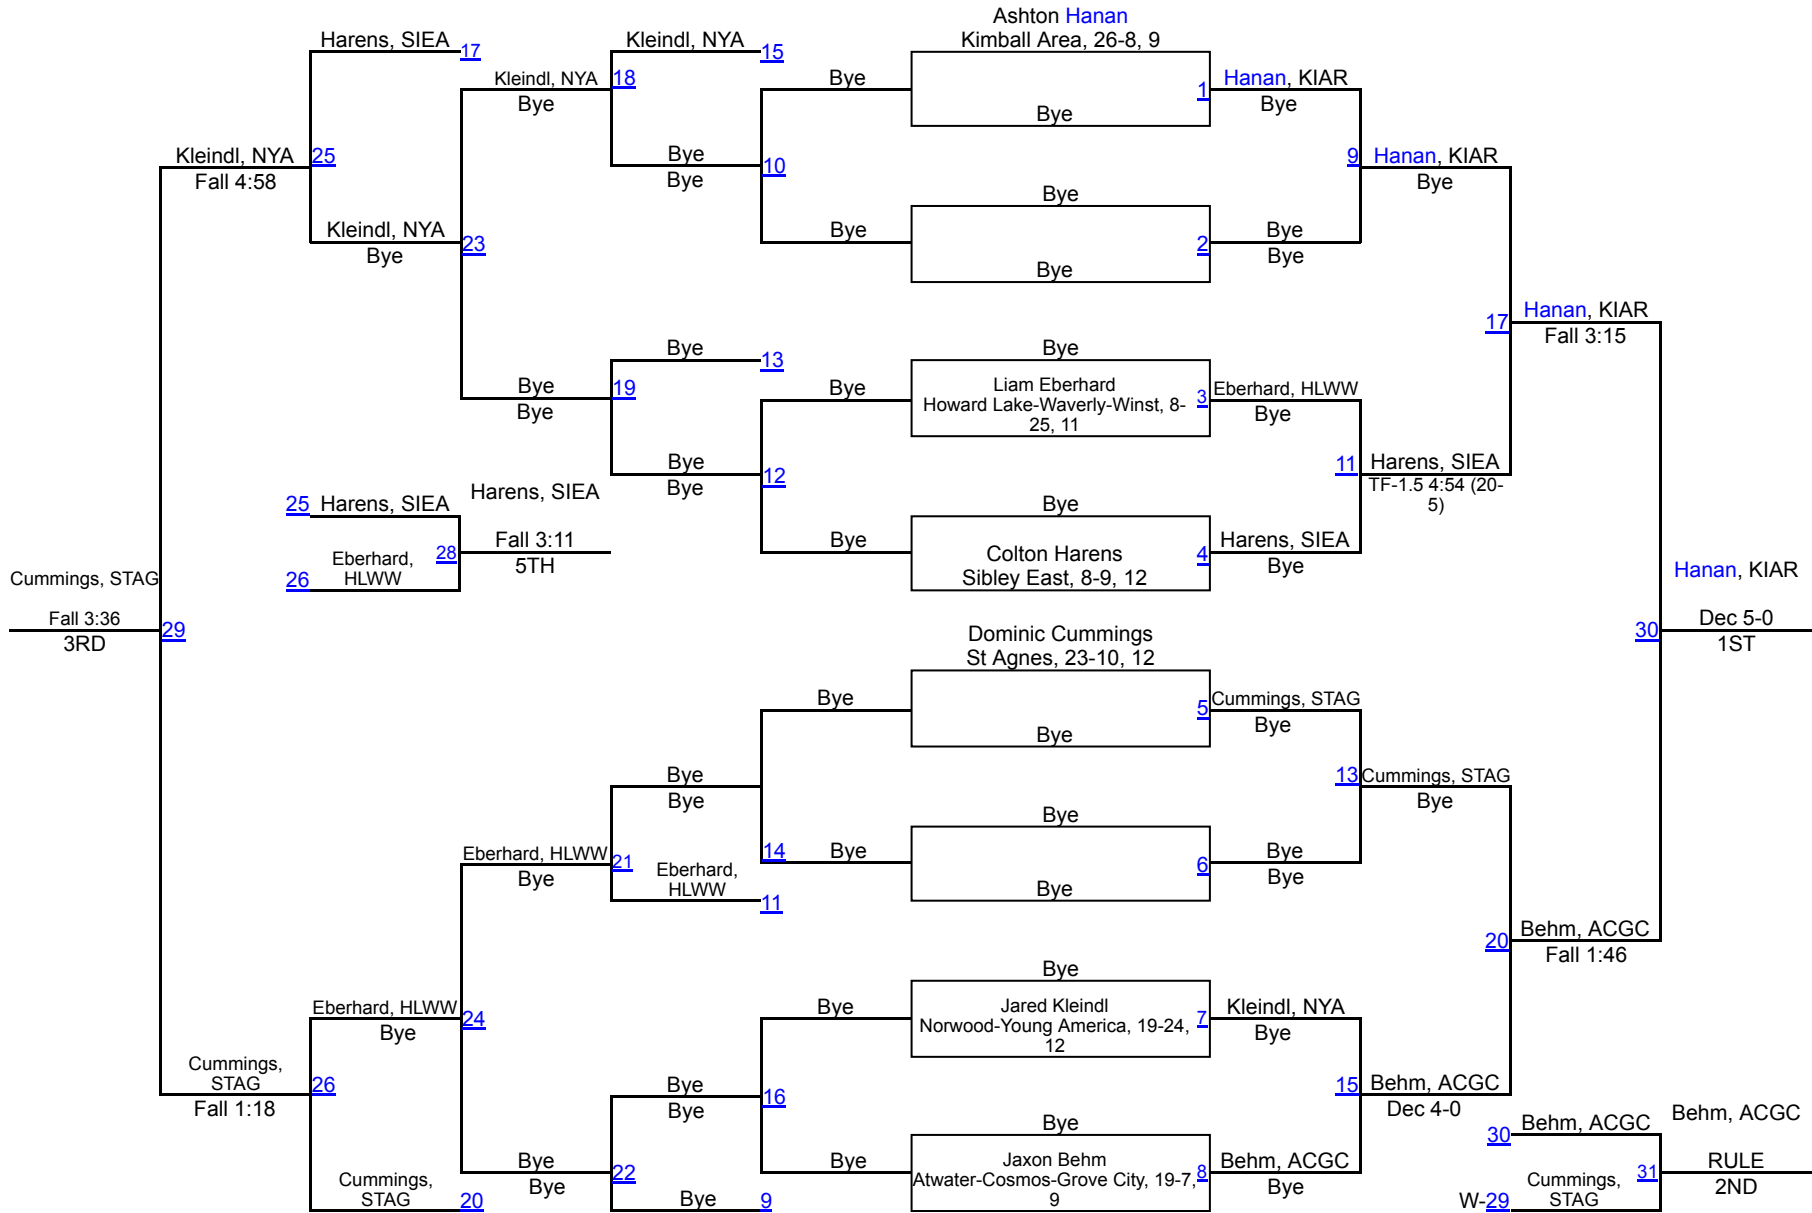 Ashton Hanan
Kimball Area, 26-8, 9
Harens, SIEA
17
Kleindl, NYA
15
Kleindl, NYA
18
Bye
Bye
1
Hanan, KIAR
Bye
Bye
Kleindl, NYA
25
Fall 4:58
Bye
10
Bye
9
Hanan, KIAR
Bye
Bye
Kleindl, NYA
23
Bye
Bye
2
Bye
Bye
Bye
Hanan, KIAR
17
Fall 3:15
Bye
13
Bye
Bye
19
Bye
Bye
Liam Eberhard
Howard Lake-Waverly-Winst, 8-
25, 11
3
Eberhard, HLWW
Bye
Bye
12
Bye
11
Harens, SIEA
TF-1.5 4:54 (20-
5)
25
Harens, SIEA
Harens, SIEA
Eberhard,
HLWW
26
28
Fall 3:11
5TH
Bye
Bye
Colton Harens
Sibley East, 8-9, 12
4
Harens, SIEA
Bye
Cummings, STAG
Fall 3:36
29
3RD
Hanan, KIAR
30
Dec 5-0
1ST
Dominic Cummings
St Agnes, 23-10, 12
Bye
5
Cummings, STAG
Bye
Bye
Bye
Bye
13
Cummings, STAG
Bye
Eberhard, HLWW
21
Bye
Eberhard,
HLWW
11
14
Bye
Bye
6
Bye
Bye
Bye
20
Behm, ACGC
Fall 1:46
Eberhard, HLWW
24
Bye
Bye
Bye
Jared Kleindl
Norwood-Young America, 19-24,
12
7
Kleindl, NYA
Bye
Cummings,
STAG
26
Fall 1:18
Bye
16
Bye
15
Behm, ACGC
Dec 4-0
Bye
22
Bye
Bye
9
Cummings,
STAG
20
Bye
Bye
Jaxon Behm
Atwater-Cosmos-Grove City, 19-7,
9
8
Behm, ACGC
Bye
30
Behm, ACGC
Behm, ACGC
Cummings,
STAG
W-29
31
RULE
2ND